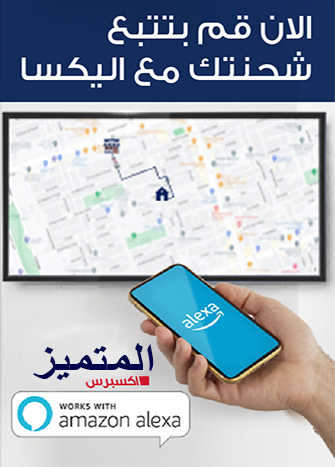 الان قم بتتبع
شحنتك مع اليكسا
alexa
المتميز
اكسبرس
WORKS WITH
amazon alexa